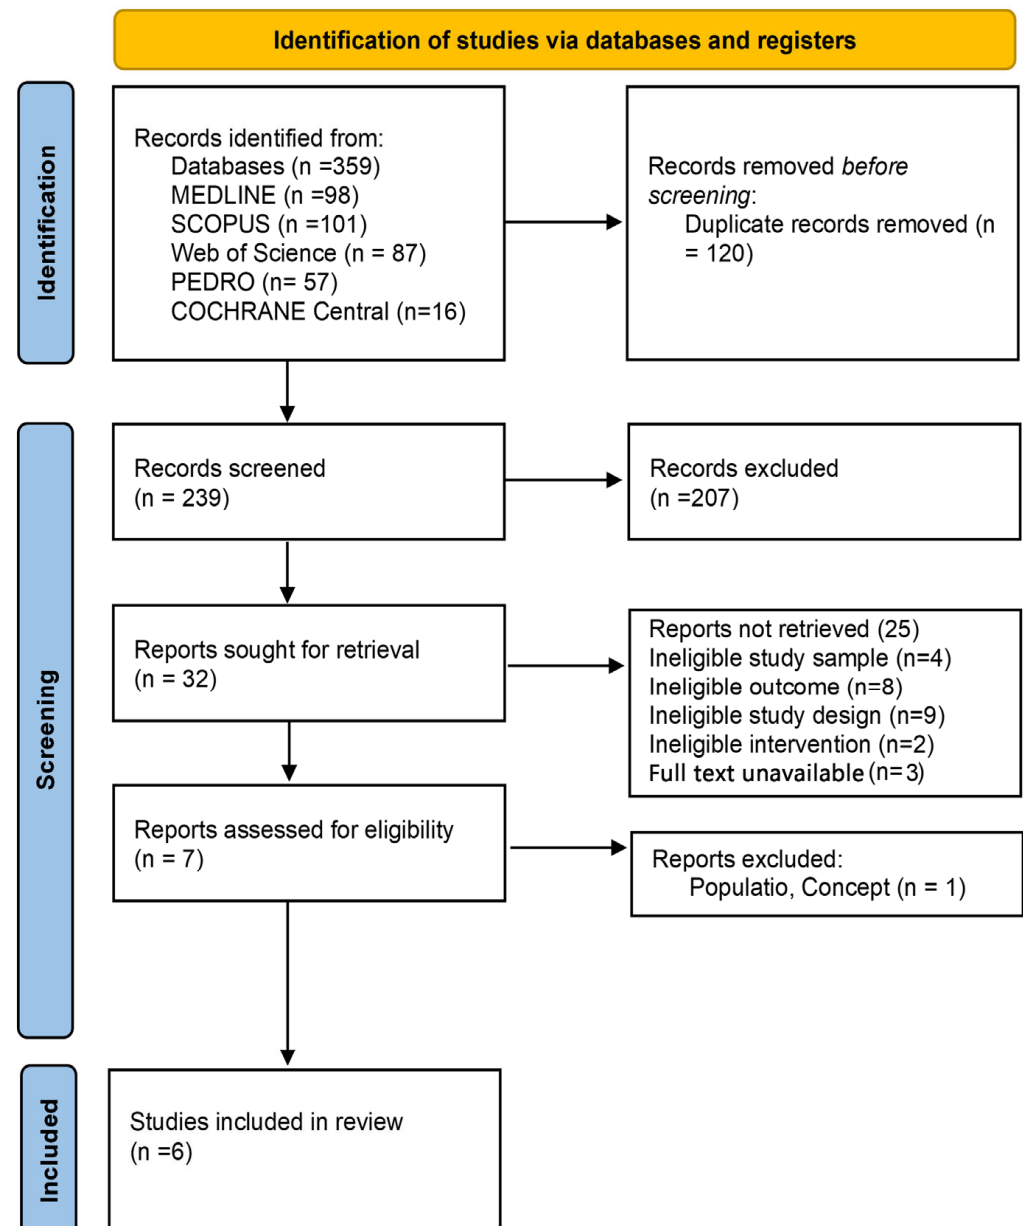 Identification of studies via databases and registers
Identification
Records identified from:
Databases (n =359)
MEDLINE (n =98)
SCOPUS (n =101)
Web of Science (n = 87)
PEDRO (n= 57)
COCHRANE Central (n=16)
Records removed before
screening:
Duplicate records removed (n
= 120)
Screening
Records screened
(n = 239)
Records excluded
(n =207)
Reports sought for retrieval
(n = 32)
Reports not retrieved (25)
Ineligible study sample (n=4)
Ineligible outcome (n=8)
Ineligible study design (n=9)
Ineligible intervention (n=2)
Full text unavailable (n=3)
Reports assessed for eligibility
(n = 7)
Reports excluded:
Populatio, Concept (n = 1)
Included
Studies included in review
(n =6)